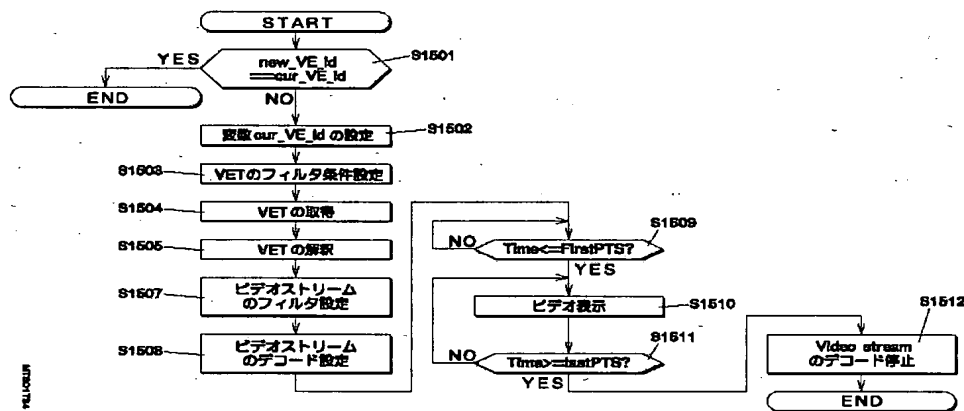 START
YES
new_VE_id
==cur_VE_id
S1501
END
NO
変数cur_VE_idの設定
S1502
S1503
VETのフィルタ条件設定
S1504
VETの取得
S1505
VETの解釈
S1507
ビデオストリーム
のフィルタ設定
S1508
ビデオストリーム
のデコード設定
NO
Time<=FirstPTS?
S1509
YES
ビデオ表示
S1510
NO
Time>=lastPTS?
S1511
YES
S1512
Video stream
のデコード停止
END